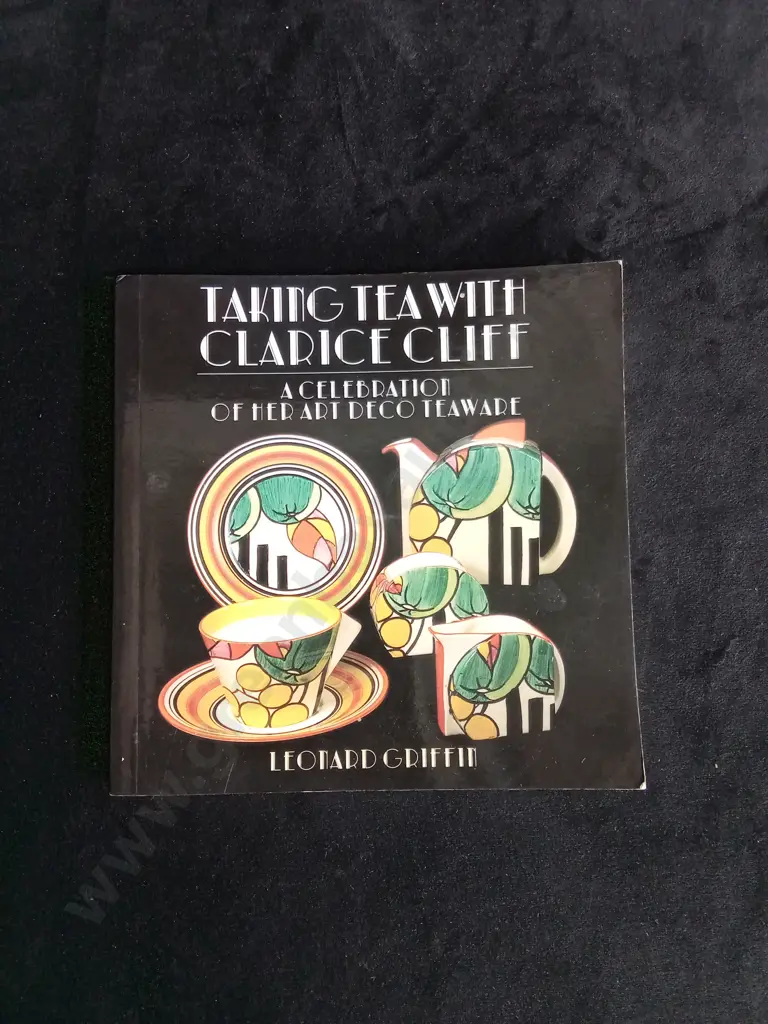 TAKING TEA WITH
CLARICE CLIFF
A CELEBRATION
OF HER ART DECO TEAWARE
LEONARD GRIFFIN